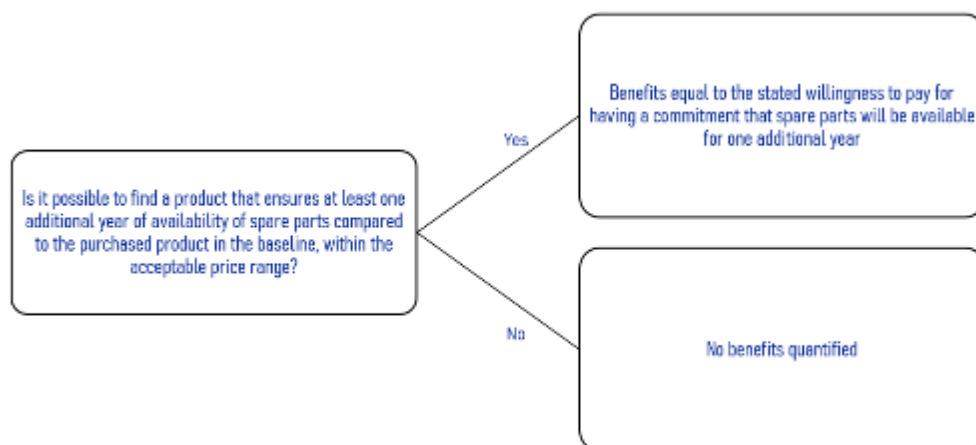 Is it possible to find a product that ensures at least one
additional year of availability of spare parts compared
to the purchased product in the baseline, within the
acceptable price range?
Yes
Benefits equal to the stated willingness to pay for
having a commitment that spare parts will be available
for one additional year
No
No benefits quantified